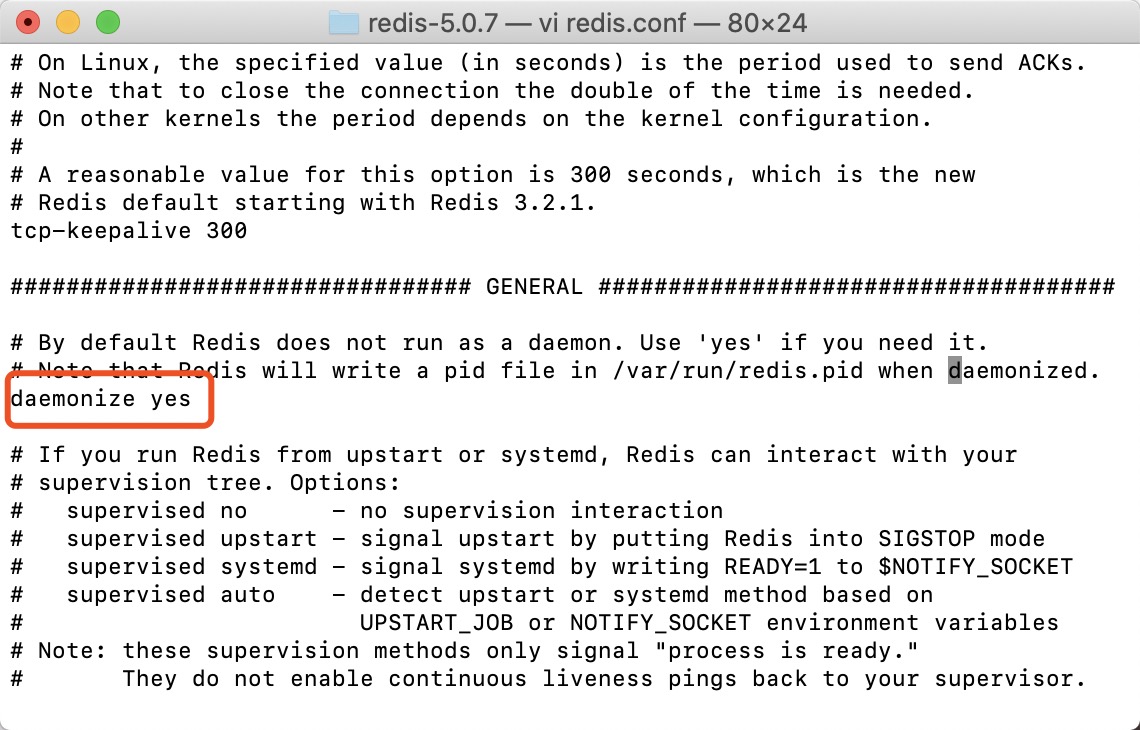 redis-5.0.7 — vi redis.conf — 80×24
# On Linux, the specified value (in seconds) is the period used to send ACKs.
# Note that to close the connection the double of the time is needed.
# On other kernels the period depends on the kernel configuration.
#
# A reasonable value for this option is 300 seconds, which is the new
# Redis default starting with Redis 3.2.1.
tcp-keepalive 300
################################# GENERAL #####################################
# By default Redis does not run as a daemon. Use 'yes' if you need it.
# Note that Redis will write a pid file in /var/run/redis.pid when daemonized.
daemonize yes
# If you run Redis from upstart or systemd, Redis can interact with your
# supervision tree. Options:
#   supervised no      - no supervision interaction
#   supervised upstart - signal upstart by putting Redis into SIGSTOP mode
#   supervised systemd - signal systemd by writing READY=1 to $NOTIFY_SOCKET
#   supervised auto    - detect upstart or systemd method based on
#                        UPSTART_JOB or NOTIFY_SOCKET environment variables
# Note: these supervision methods only signal "process is ready."
#       They do not enable continuous liveness pings back to your supervisor.